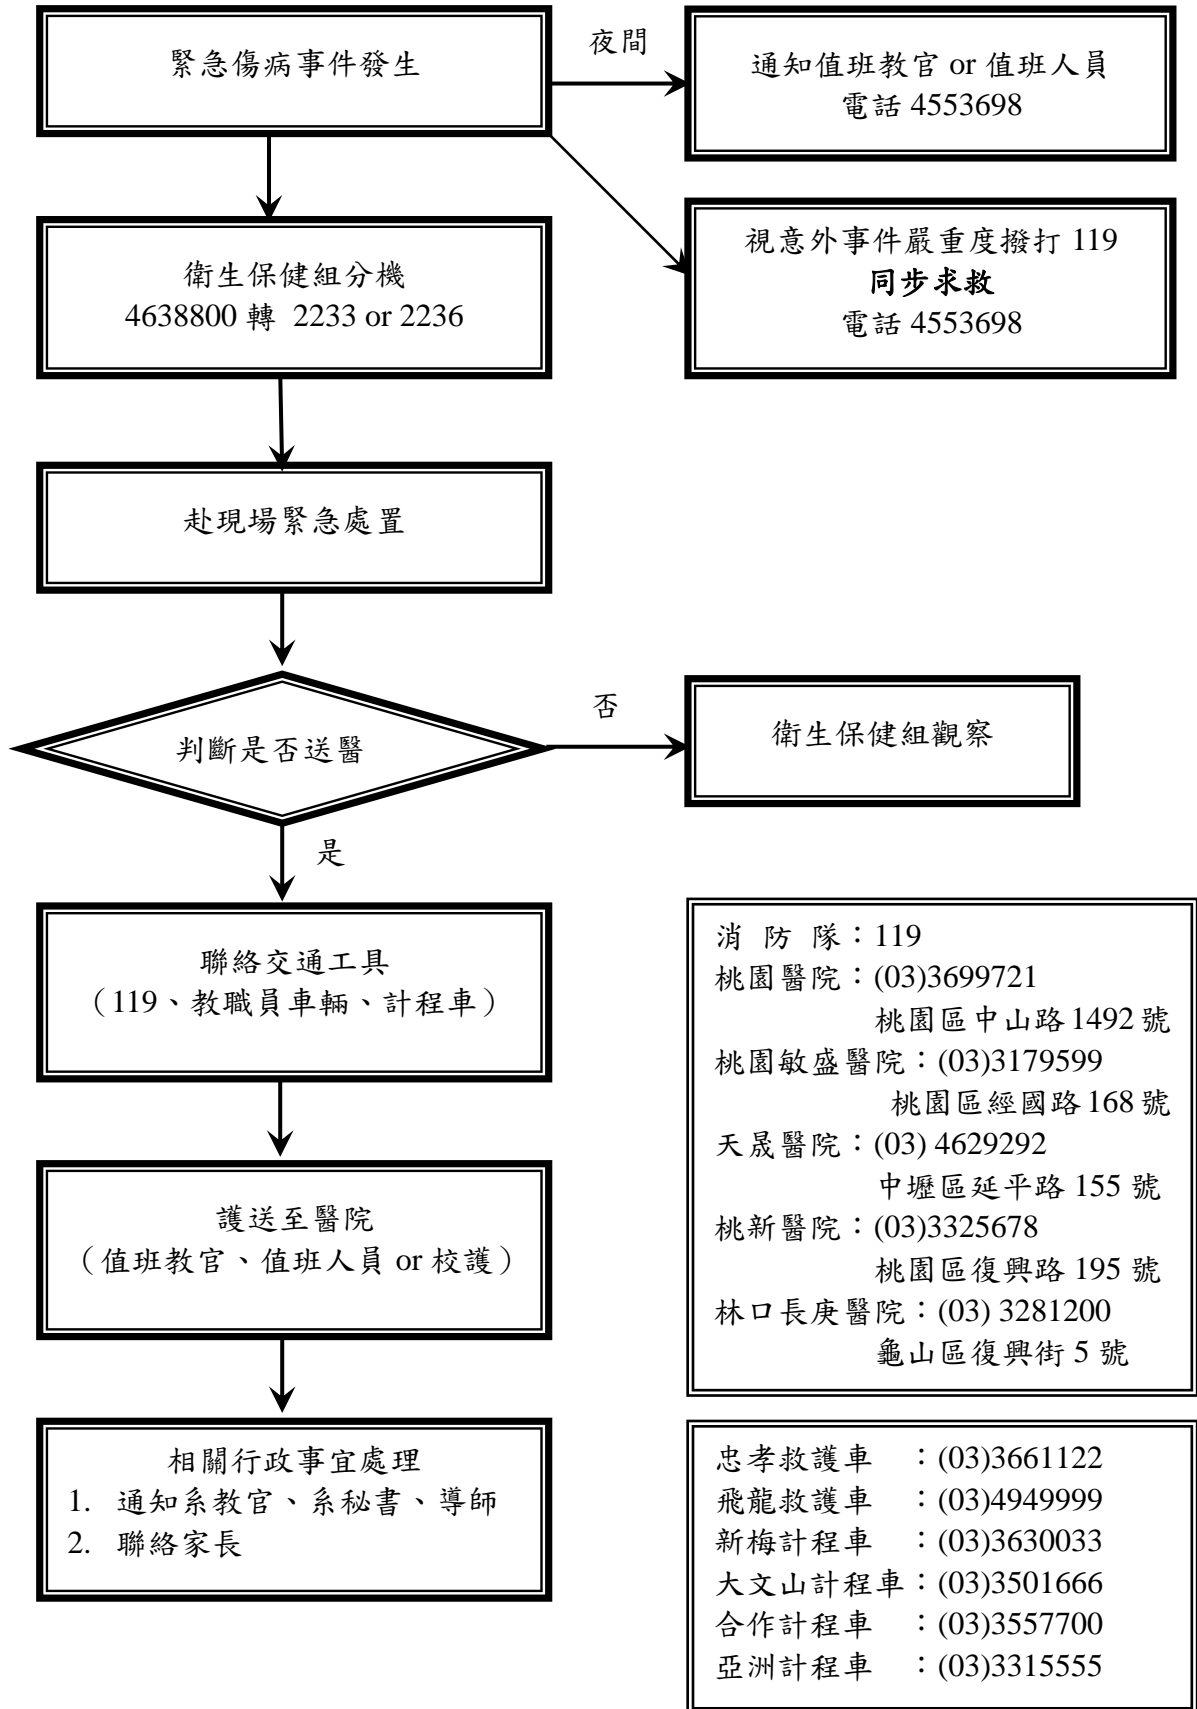 緊急傷病事件發生
夜間
通知值班教官 or 值班人員
電話 4553698
衛生保健組分機
4638800 轉 2233 or 2236
視意外事件嚴重度撥打 119
同步求救
電話 4553698
赴現場緊急處置
判斷是否送醫
否
衛生保健組觀察
是
聯絡交通工具
（119、教職員車輛、計程車）
護送至醫院
（值班教官、值班人員 or 校護）
相關行政事宜處理
1. 通知系教官、系秘書、導師
2. 聯絡家長
消 防 隊：119
桃園醫院：(03)3699721
桃園區中山路 1492 號
桃園敏盛醫院：(03)3179599
桃園區經國路 168 號
天晟醫院：(03) 4629292
中壢區延平路 155 號
桃新醫院：(03)3325678
桃園區復興路 195 號
林口長庚醫院：(03) 3281200
龜山區復興街 5 號
忠孝救護車 ：(03)3661122
飛龍救護車 ：(03)4949999
新梅計程車 ：(03)3630033
大文山計程車：(03)3501666
合作計程車 ：(03)3557700
亞洲計程車 ：(03)3315555